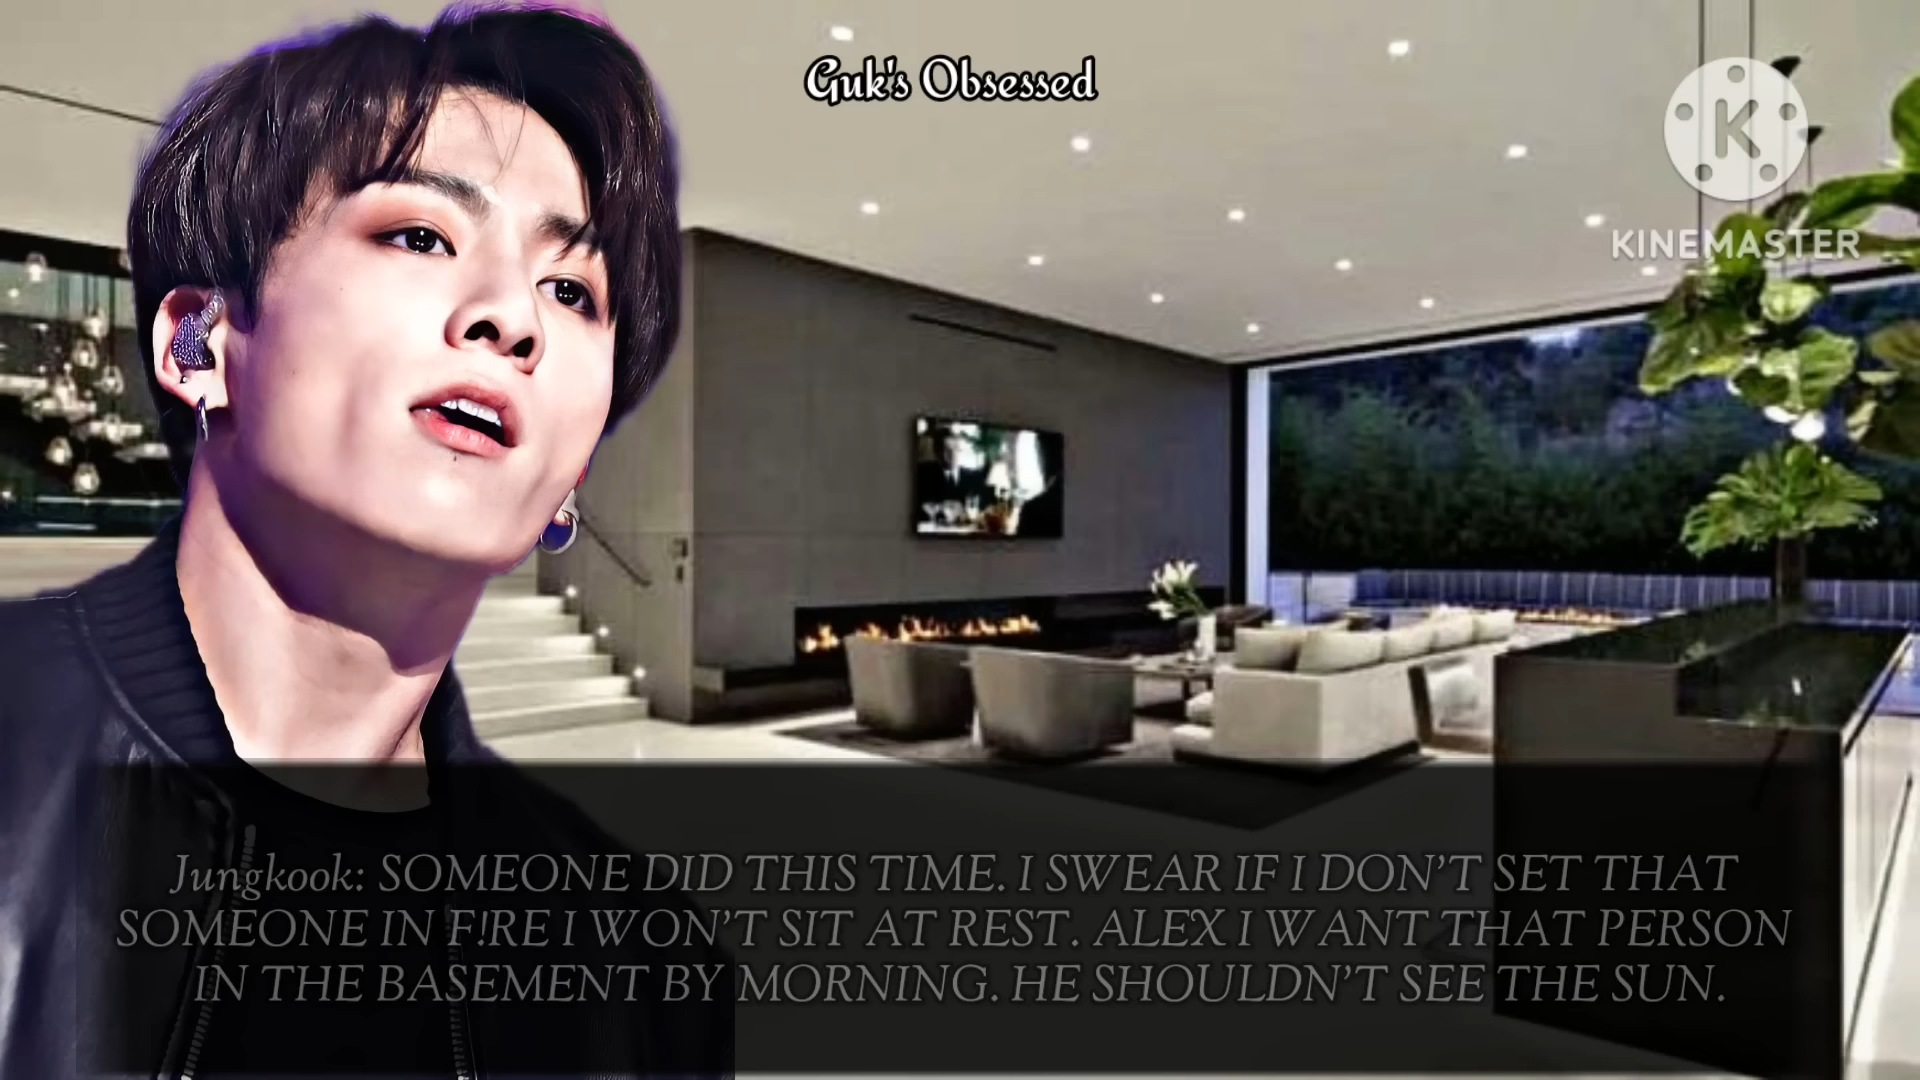 Guk's Obsessed
K
KINEMASTER
Jungkook: SOMEONE DID THIS TIME. I SWEAR IF I DON'T SET THAT
SOMEONE IN F!RE I WON'T SIT AT REST. ALEX I WANT THAT PERSON
IN THE BASEMENT BY MORNING. HE SHOULDN'T SEE THE SUN.